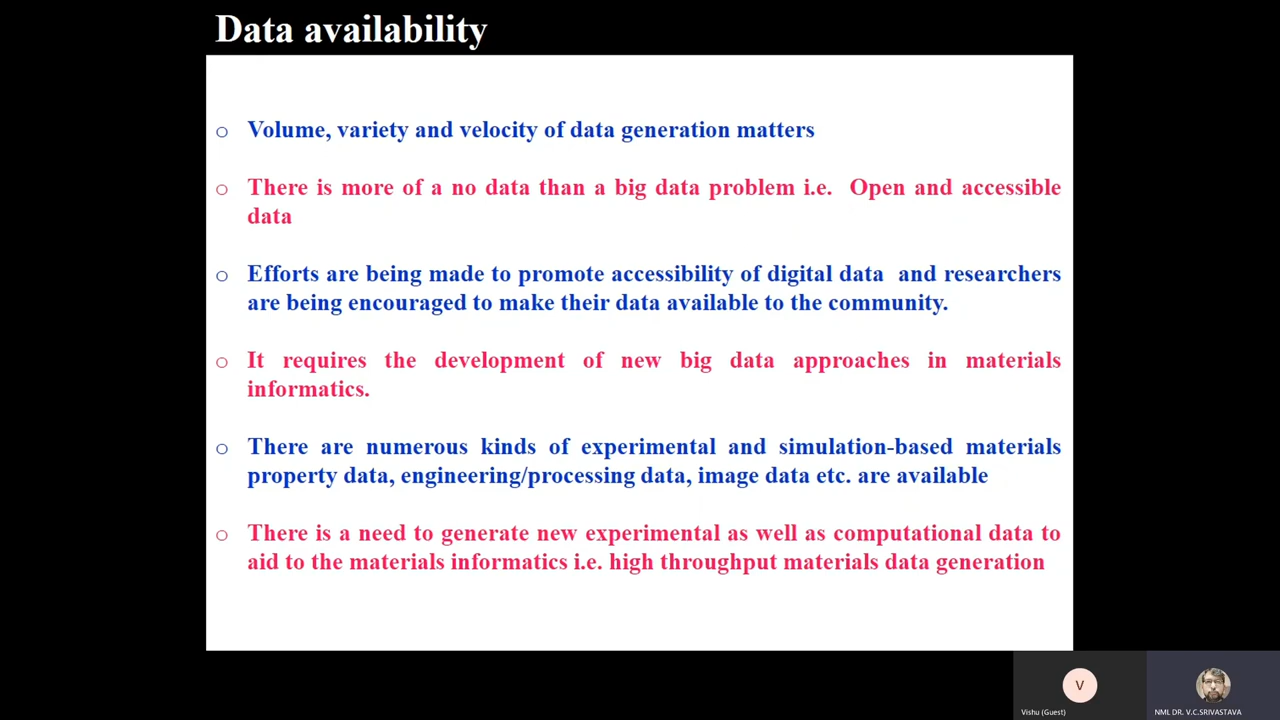 Data availability
o Volume, variety and velocity of data generation matters
o There is more of a no data than a big data problem i.e. Open and accessible
data
o Efforts are being made to promote accessibility of digital data and researchers
are being encouraged to make their data available to the community.
o It requires the development of new big data approaches in materials
informatics.
o There are numerous kinds of experimental and simulation-based materials
property data, engineering/processing data, image data etc. are available
o There is a need to generate new experimental as well as computational data to
aid to the materials informatics i.e. high throughput materials data generation
V
Vishu (Guest)
NML DR. V.C.SRIVASTAVA